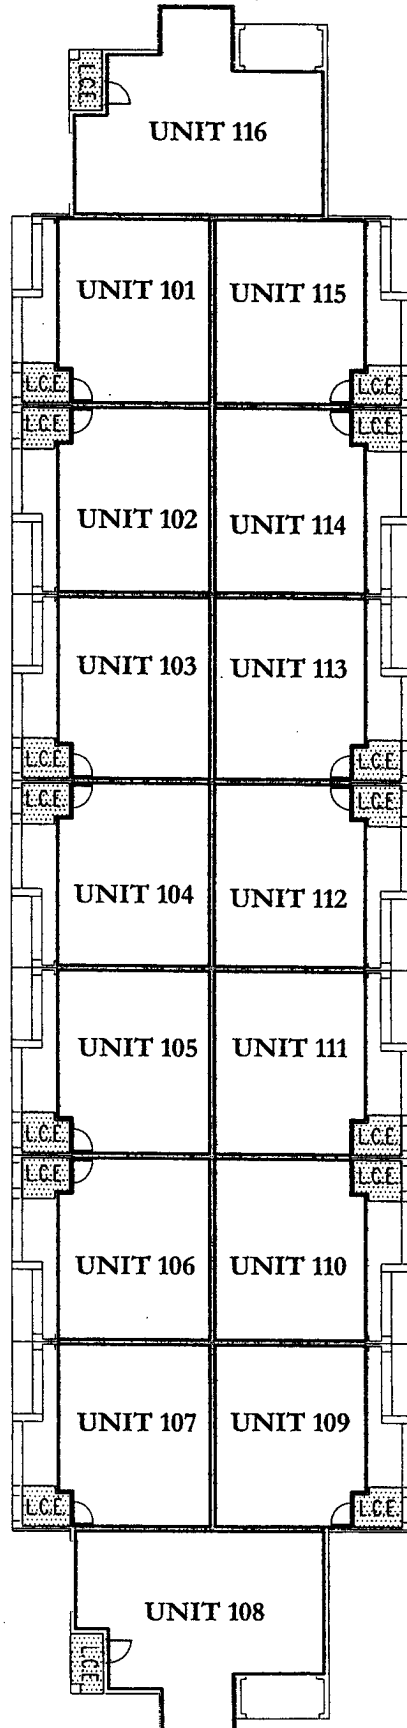 L.C.E.
UNIT 116
UNIT 101 UNIT 115
L.C.E. L.C.E.
L.C.E. L.C.E.
UNIT 102 UNIT 114
UNIT 103 UNIT 113
L.C.E. L.C.E.
L.C.E. L.C.E.
UNIT 104 UNIT 112
UNIT 105 UNIT 111
L.C.E. L.C.E.
L.C.E. L.C.E.
UNIT 106 UNIT 110
UNIT 107 UNIT 109
L.C.E. L.C.E.
UNIT 108
L.C.E.